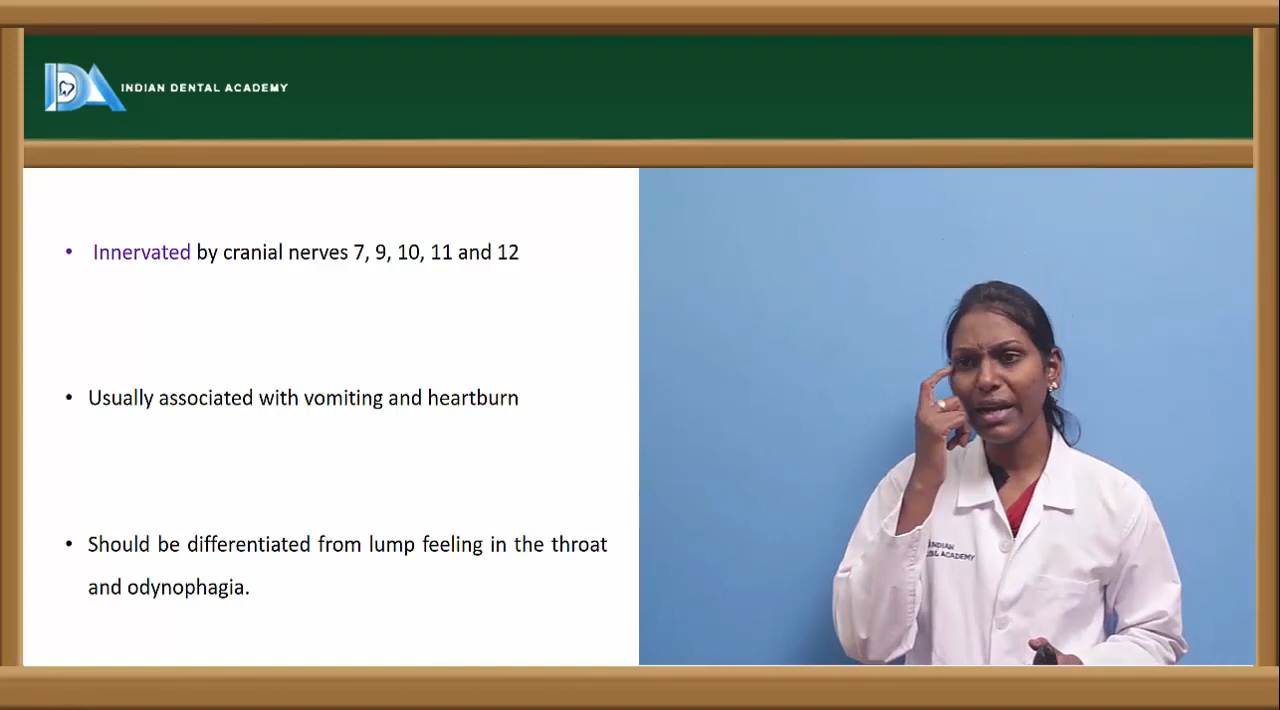 INDIAN DENTAL ACADEMY
• Innervated by cranial nerves 7, 9, 10, 11 and 12
• Usually associated with vomiting and heartburn
• Should be differentiated from lump feeling in the throat
and odynophagia.
INDIAN
ACADEMY